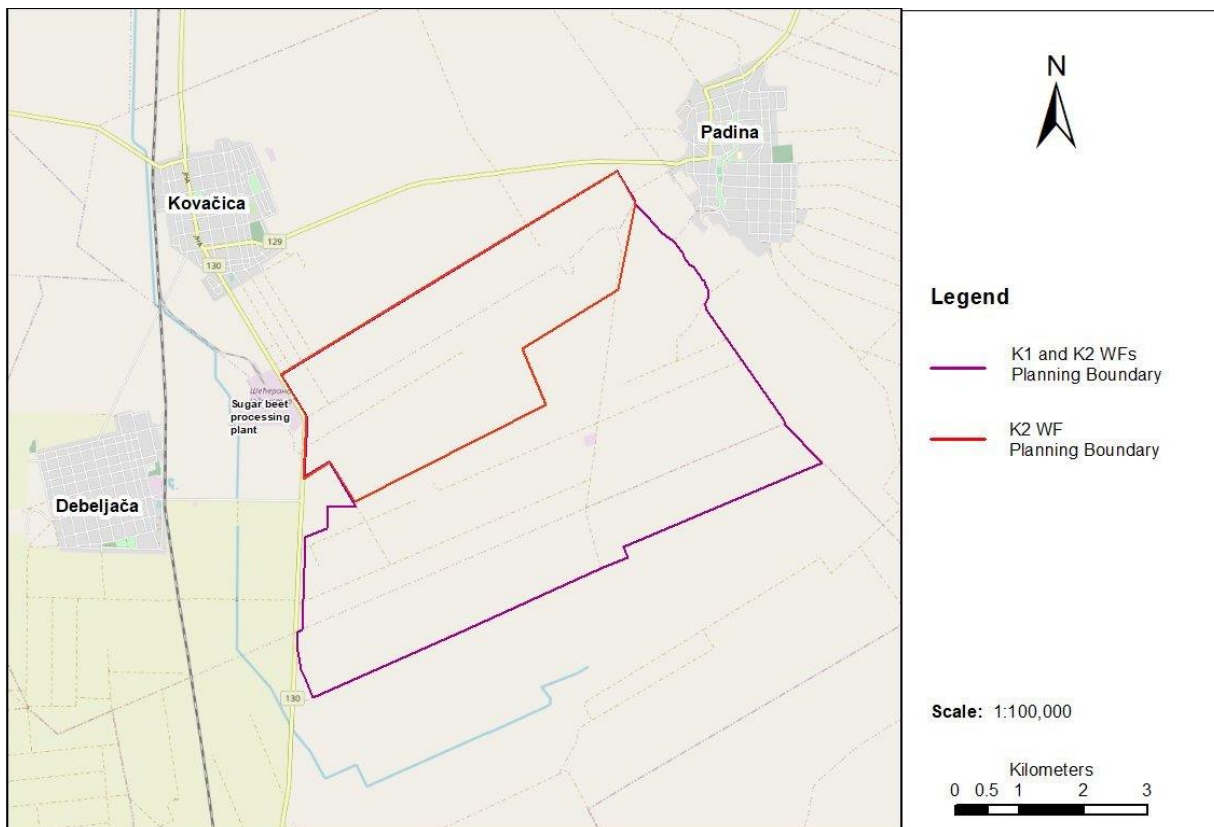 Padina
Kovačica
129
130
Шећерана
Sugar beet
processing
plant
Debeljača
130
N
Legend
K1 and K2 WFs
Planning Boundary
K2 WF
Planning Boundary
Scale: 1:100,000
Kilometers
0 0.5 1 2 3